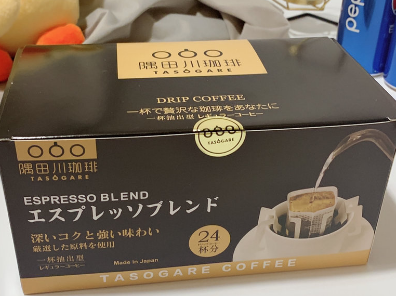 隅田川珈琲
TASOGARE
DRIP COFFEE
一杯で贅沢な珈琲をあなたに
一杯抽出型 レギュラーコーヒー
TASOGARE
隅田川珈琲
TASOGARE
ESPRESSO BLEND
エスプレッソブレンド
深いコクと強い味わい
厳選した原料を使用
一杯抽出型
レギュラーコーヒー
Made in Japan
24
杯分
TASOGARE COFFEE
pep